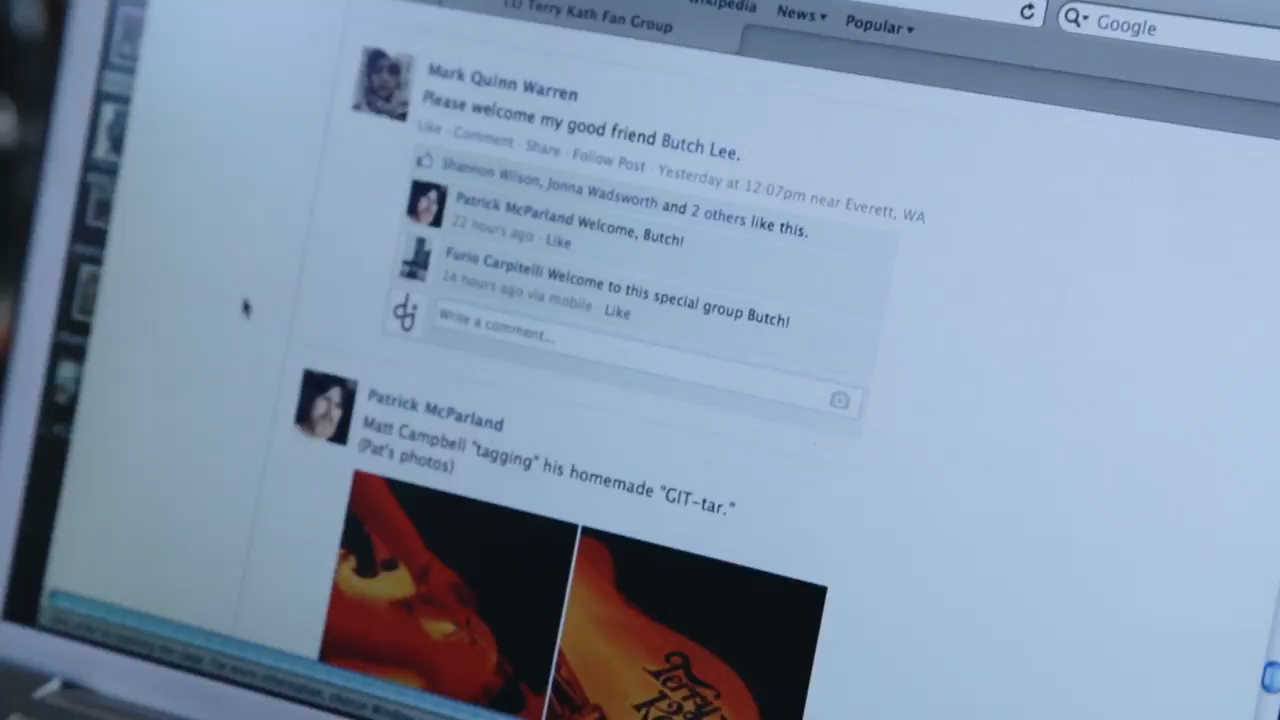 Wikipedia News▾ Popular▾
Google
(1) Terry Kath Fan Group
Mark Quinn Warren
Please welcome my good friend Butch Lee.
Like · Comment · Share · Follow Post · Yesterday at 12:07pm near Everett, WA
Shannon Wilson, Jonna Wadsworth and 2 others like this.
Patrick McParland Welcome, Butch!
22 hours ago · Like
Furio Carpitelli Welcome to this special group Butch!
14 hours ago via mobile · Like
dj
Write a comment...
Patrick McParland
Matt Campbell "tagging" his homemade "GIT-tar."
(Pat's photos)
Terry